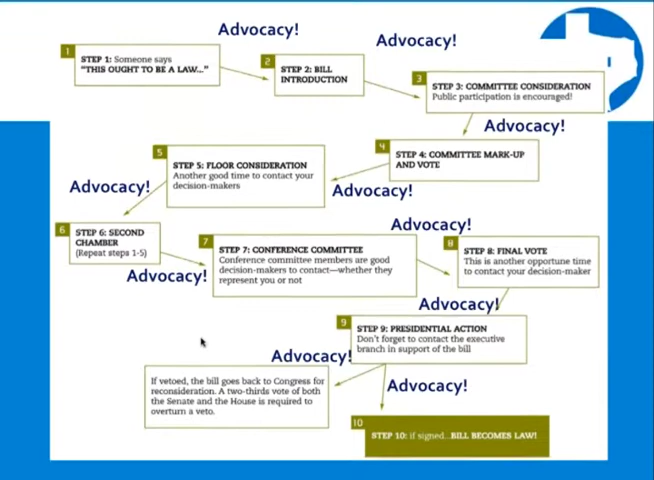 Advocacy!
Advocacy!
1
STEP 1: Someone says
"THIS OUGHT TO BE A LAW..."
2
STEP 2: BILL
INTRODUCTION
3
STEP 3: COMMITTEE CONSIDERATION
Public participation is encouraged!
Advocacy!
4
STEP 4: COMMITTEE MARK-UP
AND VOTE
5
STEP 5: FLOOR CONSIDERATION
Another good time to contact your
decision-makers
Advocacy!
Advocacy!
6
STEP 6: SECOND
CHAMBER
(Repeat steps 1-5)
Advocacy!
7
STEP 7: CONFERENCE COMMITTEE
Conference committee members are good
decision-makers to contact—whether they
represent you or not
Advocacy!
8
STEP 8: FINAL VOTE
This is another opportune time
to contact your decision-maker
Advocacy!
9
STEP 9: PRESIDENTIAL ACTION
Don't forget to contact the executive
branch in support of the bill
Advocacy!
If vetoed, the bill goes back to Congress for
reconsideration. A two-thirds vote of both
the Senate and the House is required to
overturn a veto.
Advocacy!
10
STEP 10: if signed...BILL BECOMES LAW!